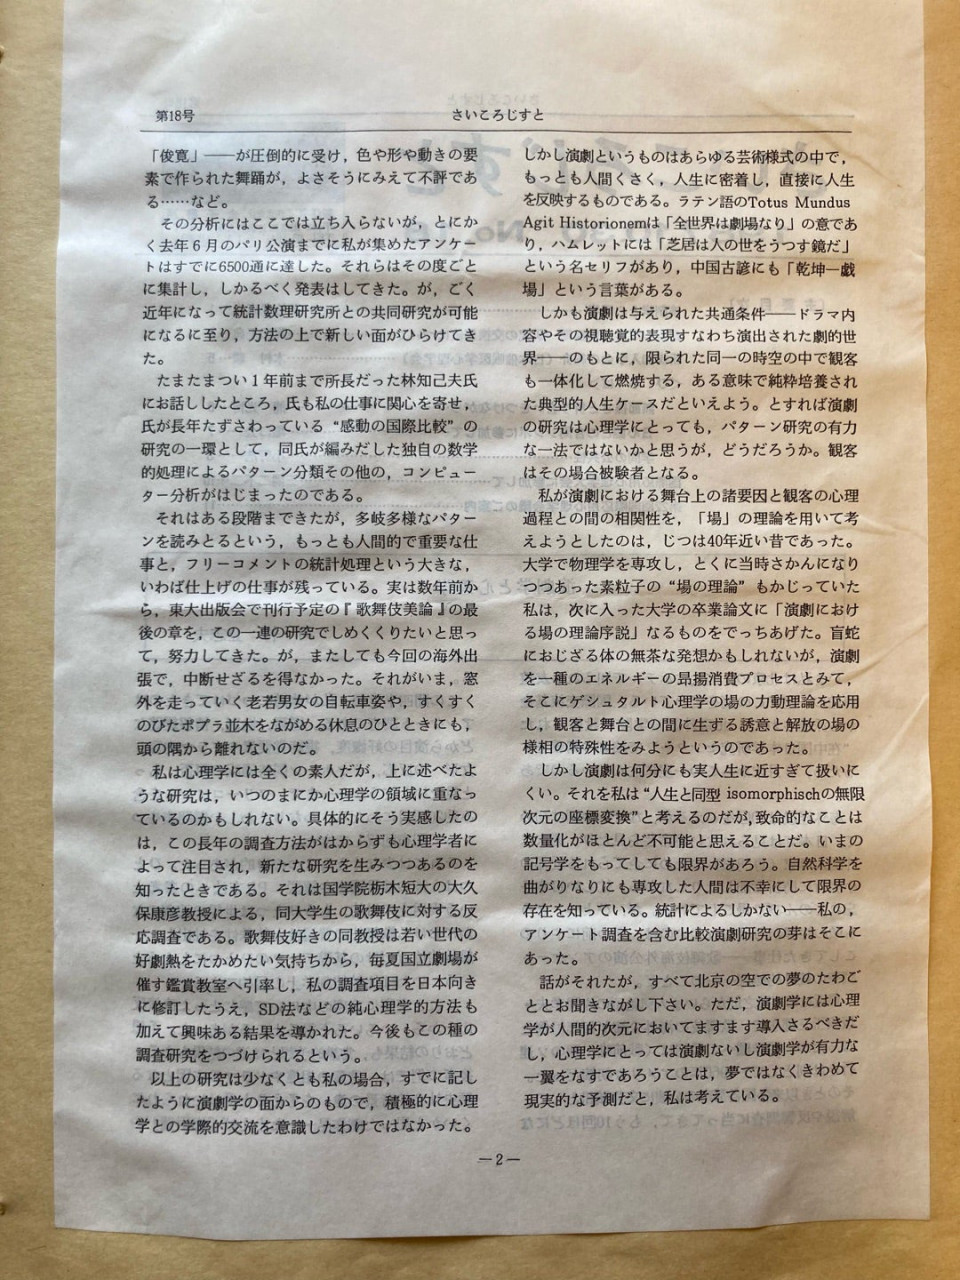 第18号
さいころじすと
「俊寛」──が圧倒的に受け，色や形や動きの要
素で作られた舞踊が，よさそうにみえて不評であ
る……など。
その分析にはここでは立ち入らないが，とにか
く去年６月のパリ公演までに私が集めたアンケー
トはすでに6500通に達した。それらはその度ごと
に集計し，しかるべく発表はしてきた。が，ごく
近年になって統計数理研究所との共同研究が可能
になるに至り，方法の上で新しい面がひらけてき
た。
たまたまつい１年前まで所長だった林知己夫氏
にお話ししたところ，氏も私の仕事に関心を寄せ，
氏が長年たずさわっている“感動の国際比較”の
研究の一環として，同氏が編みだした独自の数学
的処理によるパターン分類その他の，コンピュー
ター分析がはじまったのである。
それはある段階まできたが，多岐多様なパター
ンを読みとるという，もっとも人間的で重要な仕
事と，フリーコメントの統計処理という大きな，
いわば仕上げの仕事が残っている。実は数年前か
ら，東大出版会で刊行予定の『歌舞伎美論』の最
後の章を，この一連の研究でしめくくりたいと思っ
て，努力してきた。が，またしても今回の海外出
張で，中断せざるを得なかった。それがいま，窓
外を走っていく老若男女の自転車姿や，すくすく
のびたポプラ並木をながめる休息のひとときにも，
頭の隅から離れないのだ。
私は心理学には全くの素人だが，上に述べたよ
うな研究は，いつのまにか心理学の領域に重なっ
ているのかもしれない。具体的にそう実感したの
は，この長年の調査方法がはからずも心理学者に
よって注目され，新たな研究を生みつつあるのを
知ったときである。それは国学院栃木短大の大久
保康彦教授による，同大学生の歌舞伎に対する反
応調査である。歌舞伎好きの同教授は若い世代の
好劇熱をたかめたい気持ちから，毎夏国立劇場が
催す鑑賞教室へ引率し，私の調査項目を日本向き
に修訂したうえ，SD法などの純心理学的方法も
加えて興味ある結果を導かれた。今後もこの種の
調査研究をつづけられるという。
以上の研究は少なくとも私の場合，すでに記し
たように演劇学の面からのもので，積極的に心理
学との学際的交流を意識したわけではなかった。
しかし演劇というものはあらゆる芸術様式の中で，
もっとも人間くさく，人生に密着し，直接に人生
を反映するものである。ラテン語のTotus Mundus
Agit Historionemは「全世界は劇場なり」の意であ
り，ハムレットには「芝居は人の世をうつす鏡だ」
という名セリフがあり，中国古諺にも「乾坤一戯
場」という言葉がある。
しかも演劇は与えられた共通条件──ドラマ内
容やその視聴覚的表現すなわち演出された劇的世
界──のもとに，限られた同一の時空の中で観客
も一体化して燃焼する，ある意味で純粋培養され
た典型的人生ケースだといえよう。とすれば演劇
の研究は心理学にとっても，パターン研究の有力
な一法ではないかと思うが，どうだろうか。観客
はその場合被験者となる。
私が演劇における舞台上の諸要因と観客の心理
過程との間の相関性を，「場」の理論を用いて考
えようとしたのは，じつは40年近い昔であった。
大学で物理学を専攻し，とくに当時さかんになり
つつあった素粒子の“場の理論”もかじっていた
私は，次に入った大学の卒業論文に「演劇におけ
る場の理論序説」なるものをでっちあげた。盲蛇
におじざる体の無茶な発想かもしれないが，演劇
を一種のエネルギーの昂揚消費プロセスとみて，
そこにゲシュタルト心理学の場の力動理論を応用
し，観客と舞台との間に生ずる誘意と解放の場の
様相の特殊性をみようというのであった。
しかし演劇は何分にも実人生に近すぎて扱いに
くい。それを私は“人生と同型 isomorphischの無限
次元の座標変換”と考えるのだが，致命的なことは
数量化がほとんど不可能と思えることだ。いまの
記号学をもってしても限界があろう。自然科学を
曲がりなりにも専攻した人間は不幸にして限界の
存在を知っている。統計によるしかない──私の，
アンケート調査を含む比較演劇研究の芽はそこに
あった。
話がそれたが，すべて北京の空での夢のたわご
ととお聞きながし下さい。ただ，演劇学には心理
学が人間的次元においてますます導入さるべきだ
し，心理学にとっては演劇ないし演劇学が有力な
一翼をなすであろうことは，夢ではなくきわめて
現実的な予測だと，私は考えている。
―2―